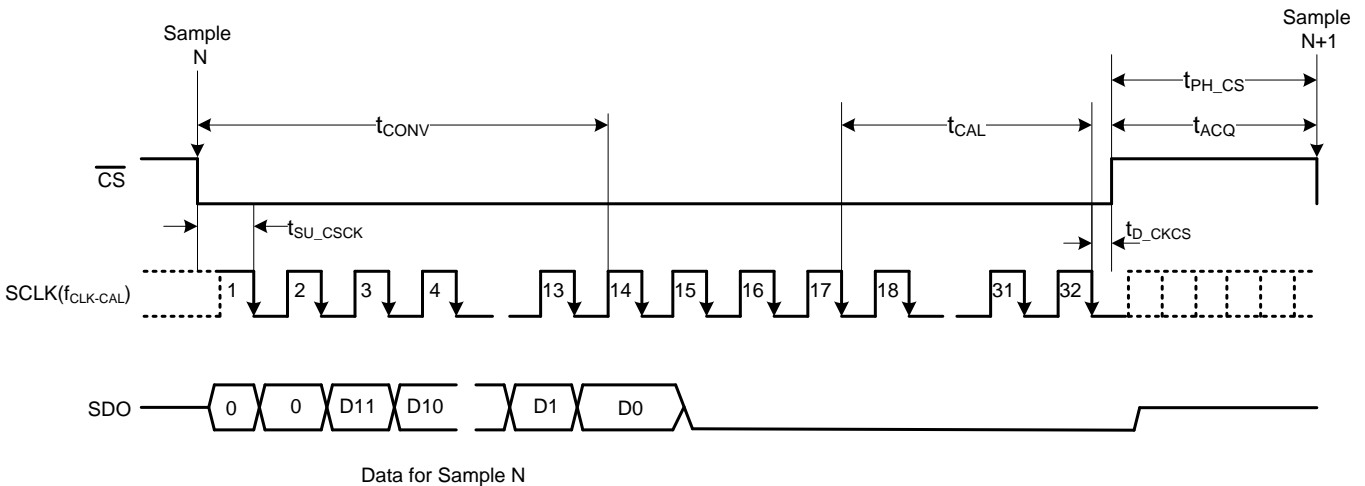 Sample
N
Sample
N+1
tPH_CS
tCONV
tCAL
tACQ
CS
tSU_CSCK
tD_CKCS
SCLK(fCLK-CAL)
1 2 3 4 13 14 15 16 17 18 31 32
SDO
0 0 D11 D10 D1 D0
Data for Sample N